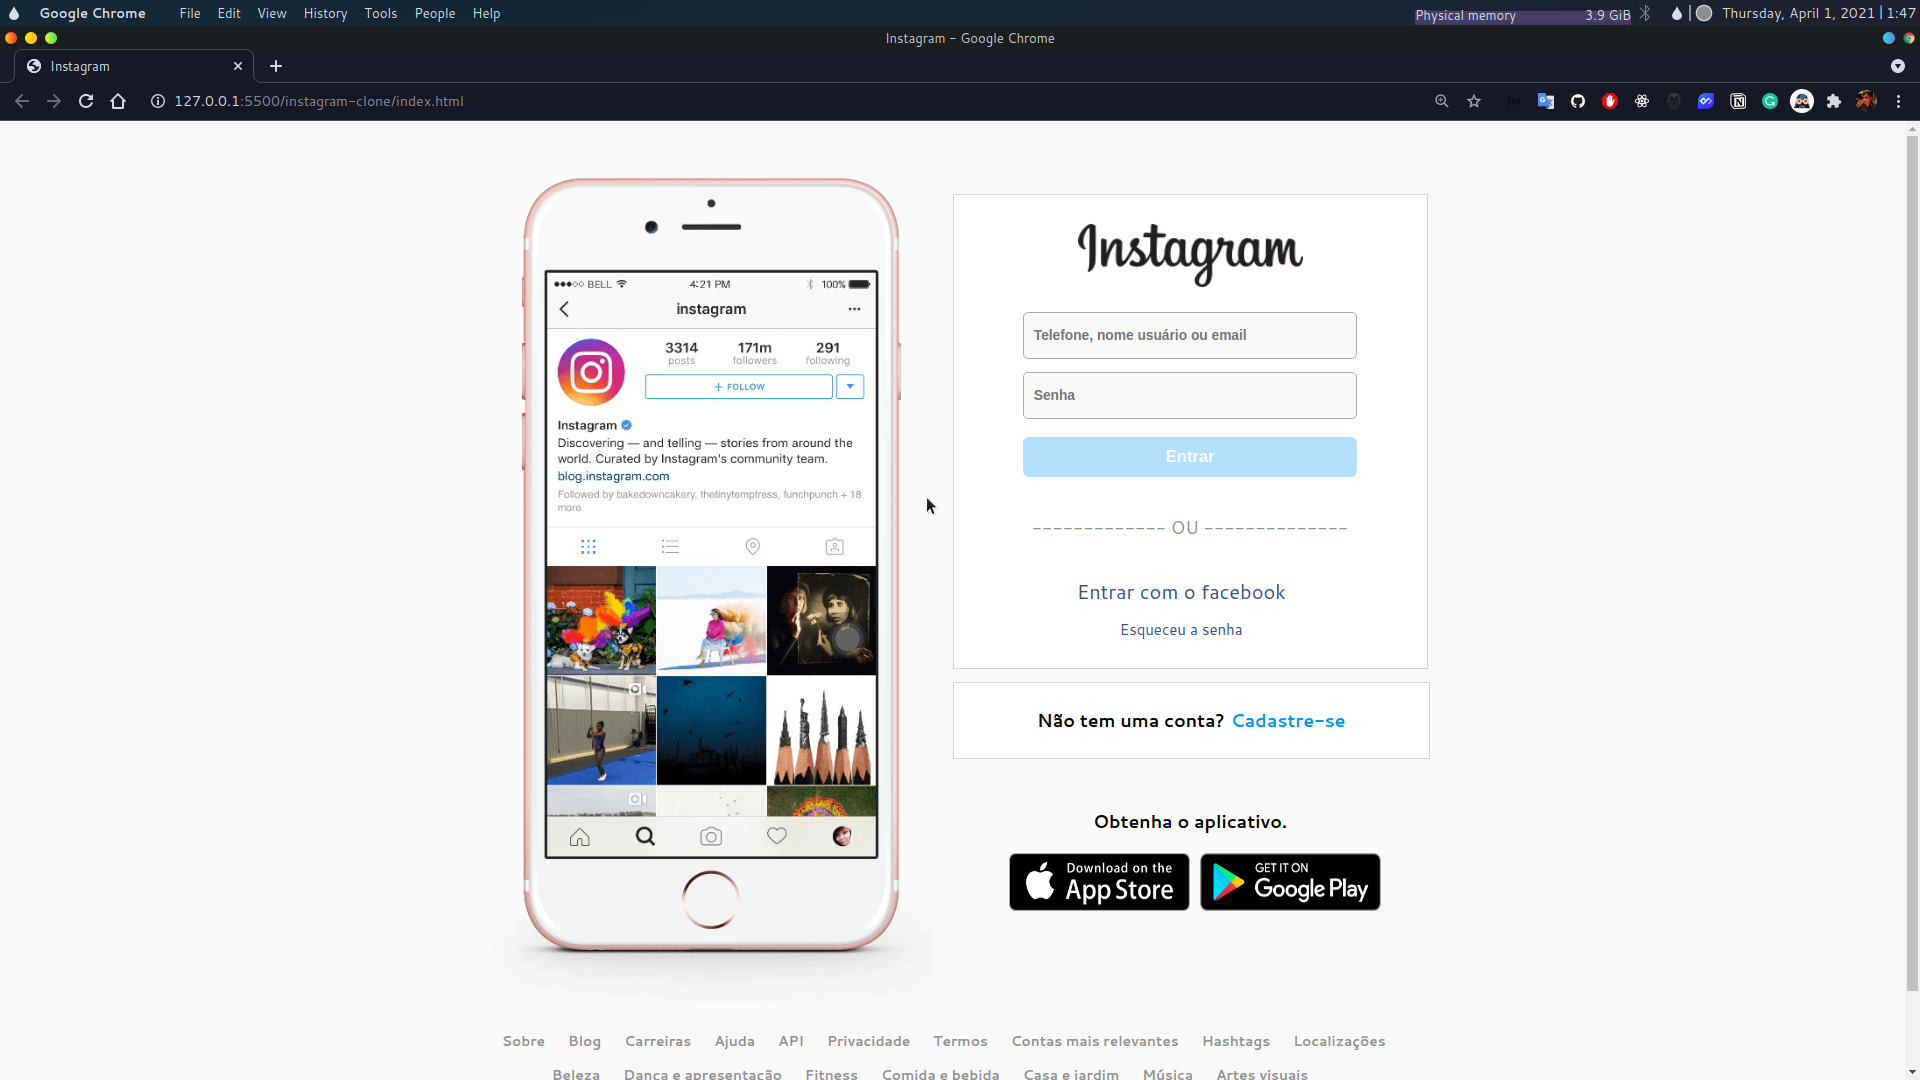 Google Chrome File Edit View History Tools People Help Physical memory 3.9 GiB Thursday, April 1, 2021 | 1:47
Instagram - Google Chrome
Instagram
127.0.0.1:5500/instagram-clone/index.html
BELL 4:21 PM 100%
instagram
3314 171m 291
posts followers following
+ FOLLOW
Instagram
Discovering — and telling — stories from around the
world. Curated by Instagram's community team.
blog.instagram.com
Followed by bakedowncakery, thetinytemptress, funchpunch + 18
more
Instagram
Telefone, nome usuário ou email
Senha
Entrar
------------- OU --------------
Entrar com o facebook
Esqueceu a senha
Não tem uma conta? Cadastre-se
Obtenha o aplicativo.
Download on the
App Store
GET IT ON
Google Play
Sobre Blog Carreiras Ajuda API Privacidade Termos Contas mais relevantes Hashtags Localizações
Beleza Dança e apresentação Fitness Comida e bebida Casa e jardim Música Artes visuais